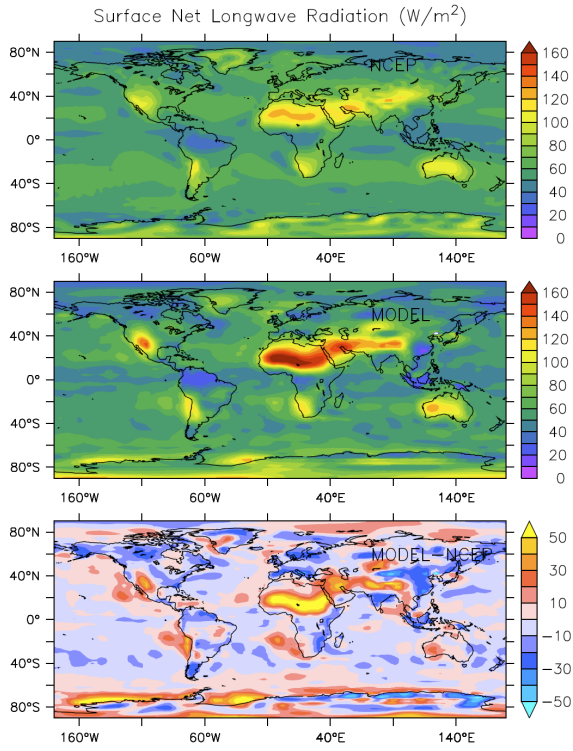 Surface Net Longwave Radiation (W/m²)
NCEP
80°N
40°N
0°
40°S
80°S
160°W 60°W 40°E 140°E
160
140
120
100
80
60
40
20
0
MODEL
80°N
40°N
0°
40°S
80°S
160°W 60°W 40°E 140°E
160
140
120
100
80
60
40
20
0
MODEL-NCEP
80°N
40°N
0°
40°S
80°S
160°W 60°W 40°E 140°E
50
30
10
−10
−30
−50